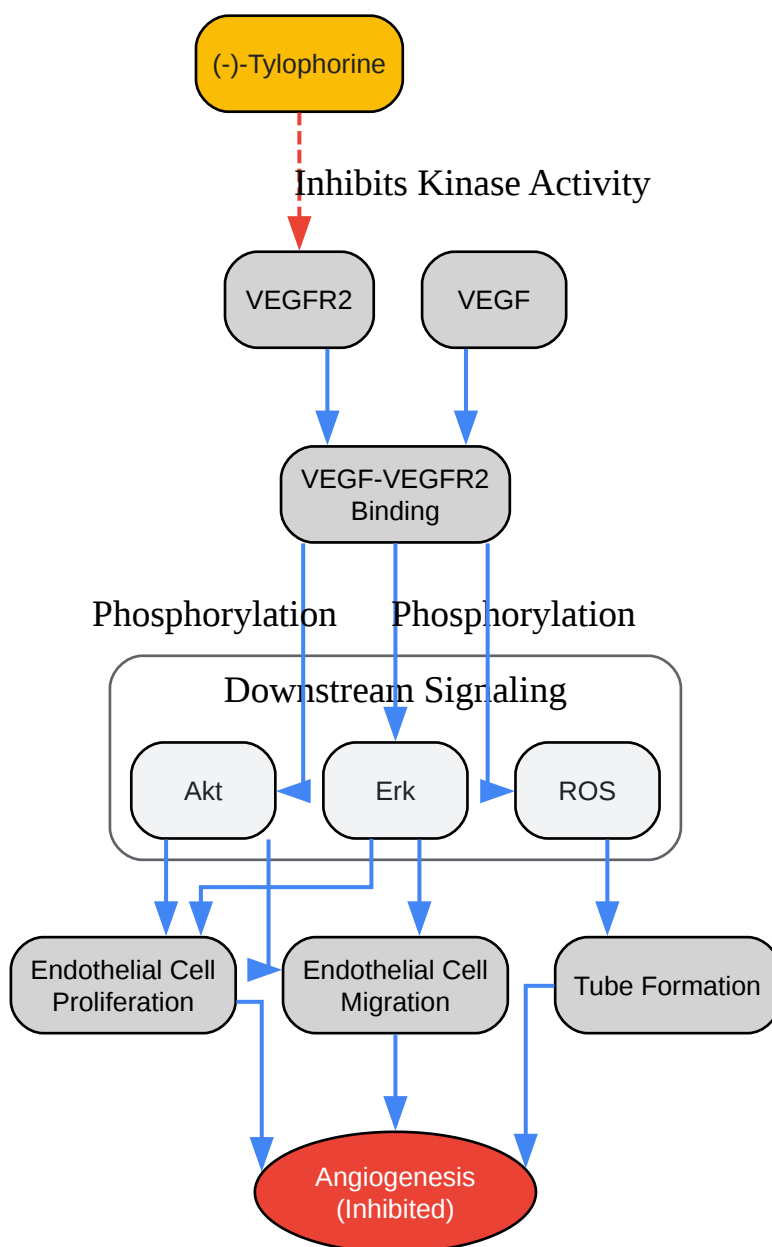 (-)-Tylophorine
Inhibits Kinase Activity
VEGFR2
VEGF
VEGF-VEGFR2
Binding
Phosphorylation
Phosphorylation
Downstream Signaling
Akt
Erk
ROS
Endothelial Cell
Proliferation
Endothelial Cell
Migration
Tube Formation
Angiogenesis
(Inhibited)